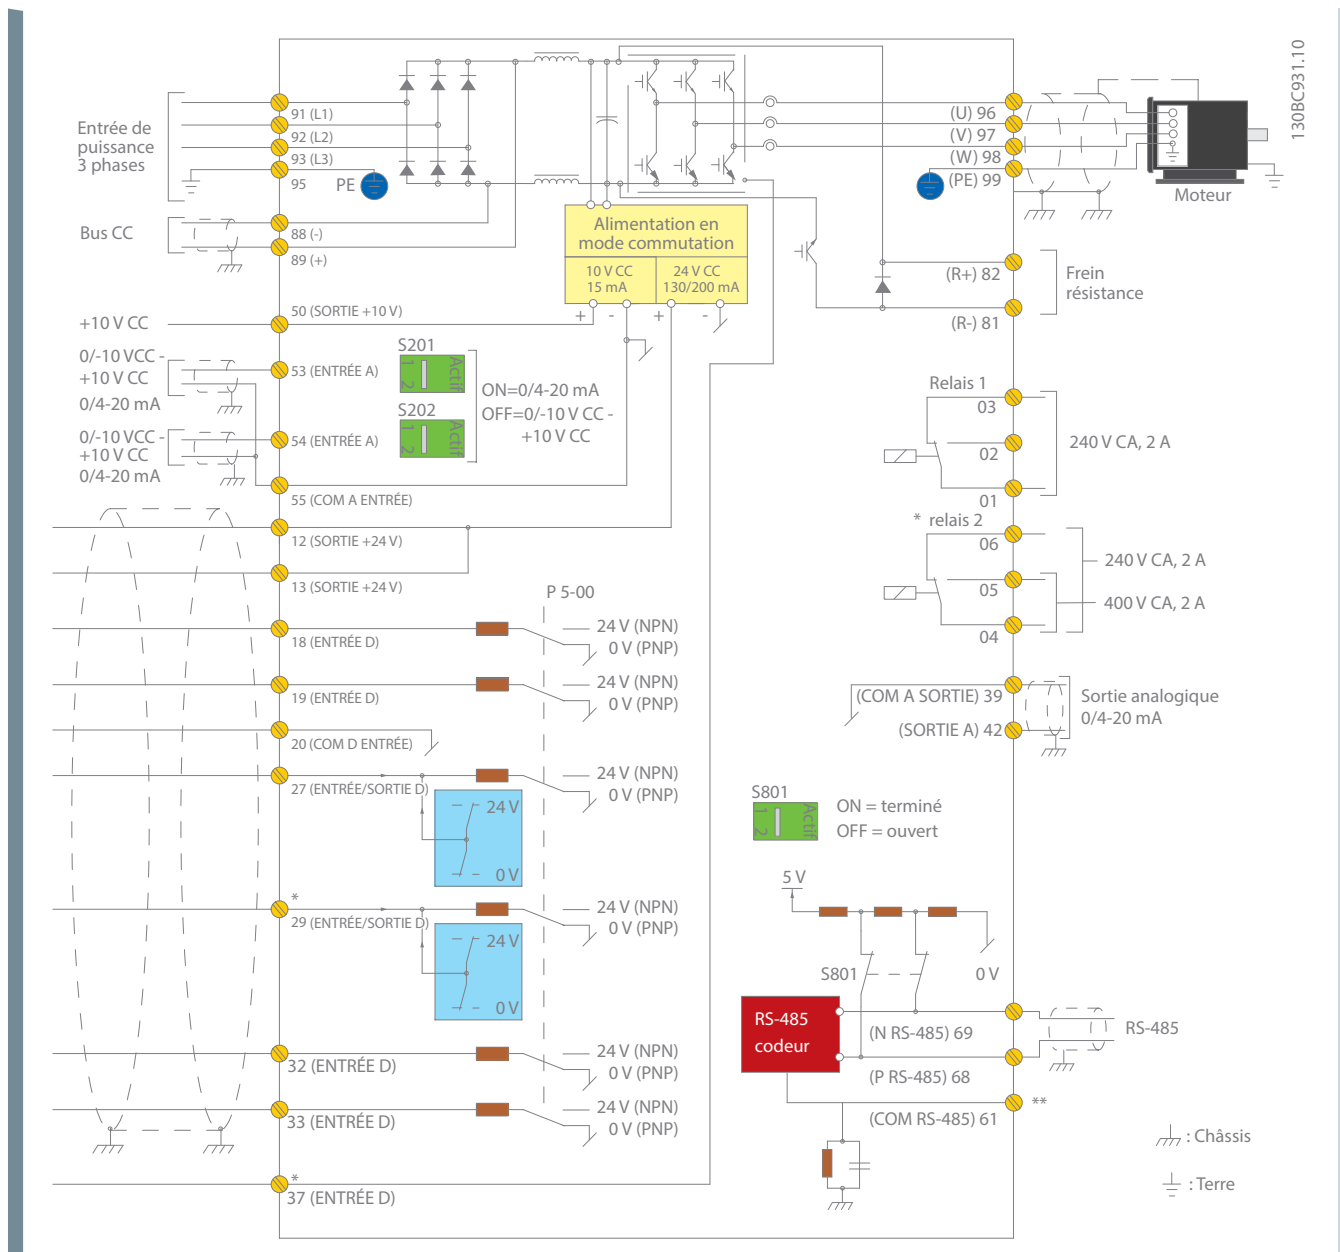 130BC931.10
Entrée de
puissance
3 phases
91 (L1)
92 (L2)
93 (L3)
95
PE
Bus CC
88 (-)
89 (+)
Alimentation en
mode commutation
10 V CC
15 mA
24 V CC
130/200 mA
+ - + -
(U) 96
(V) 97
(W) 98
(PE) 99
Moteur
(R+) 82
(R-) 81
Frein
résistance
+10 V CC
50 (SORTIE +10 V)
0/-10 VCC -
+10 V CC
0/4-20 mA
53 (ENTRÉE A)
0/-10 VCC -
+10 V CC
0/4-20 mA
54 (ENTRÉE A)
55 (COM A ENTRÉE)
S201
1 2
Actif
S202
1 2
Actif
ON=0/4-20 mA
OFF=0/-10 V CC -
+10 V CC
12 (SORTIE +24 V)
13 (SORTIE +24 V)
P 5-00
18 (ENTRÉE D)
24 V (NPN)
0 V (PNP)
19 (ENTRÉE D)
24 V (NPN)
0 V (PNP)
20 (COM D ENTRÉE)
27 (ENTRÉE/SORTIE D)
24 V (NPN)
0 V (PNP)
24 V
0 V
*
29 (ENTRÉE/SORTIE D)
24 V (NPN)
0 V (PNP)
24 V
0 V
32 (ENTRÉE D)
24 V (NPN)
0 V (PNP)
33 (ENTRÉE D)
24 V (NPN)
0 V (PNP)
*
37 (ENTRÉE D)
Relais 1
03
02
01
240 V CA, 2 A
* relais 2
06
05
04
240 V CA, 2 A
400 V CA, 2 A
(COM A SORTIE) 39
(SORTIE A) 42
Sortie analogique
0/4-20 mA
S801
1 2
Actif
ON = terminé
OFF = ouvert
5 V
S801
0 V
RS-485
codeur
(N RS-485) 69
(P RS-485) 68
(COM RS-485) 61
**
RS-485
: Châssis
: Terre